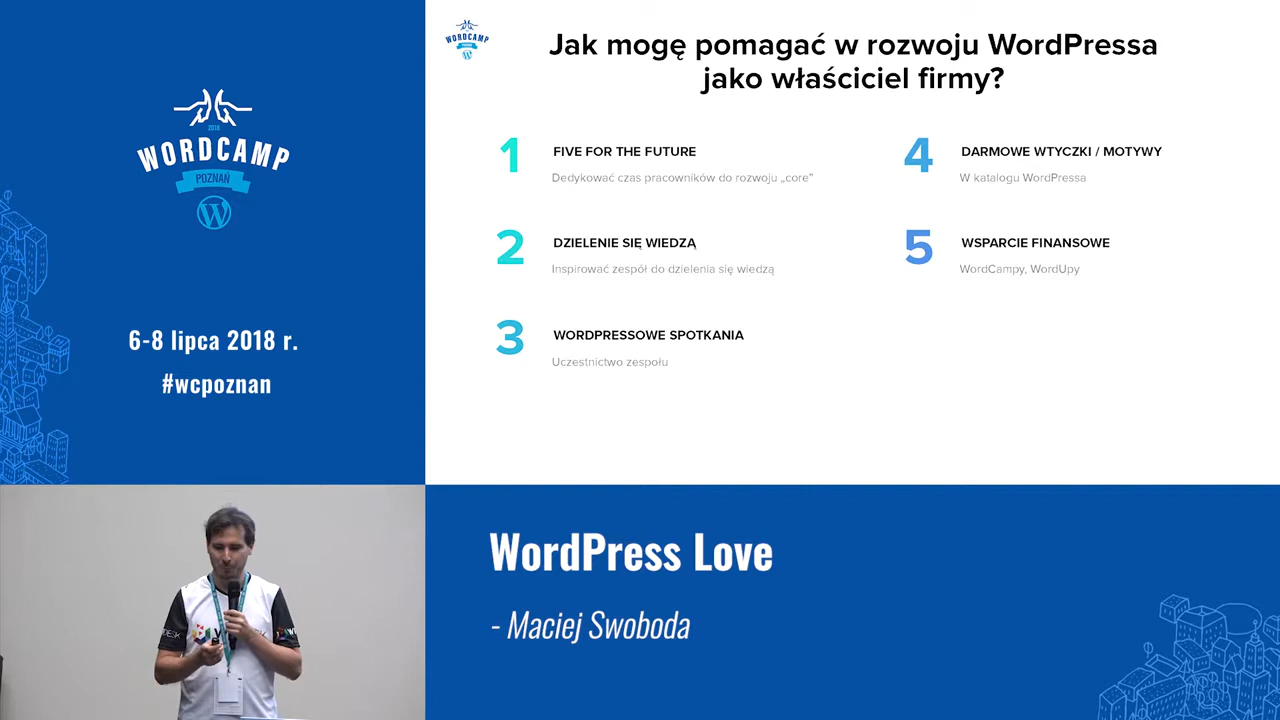 2018
WORDCAMP
POZNAŃ
W
6-8 lipca 2018 r.
#wcpoznan
WORDCAMP
Jak mogę pomagać w rozwoju WordPressa
jako właściciel firmy?
1
FIVE FOR THE FUTURE
Dedykować czas pracowników do rozwoju „core”
2
DZIELENIE SIĘ WIEDZĄ
Inspirować zespół do dzielenia się wiedzą
3
WORDPRESSOWE SPOTKANIA
Uczestnictwo zespołu
4
DARMOWE WTYCZKI / MOTYWY
W katalogu WordPressa
5
WSPARCIE FINANSOWE
WordCampy, WordUpy
WordPress Love
- Maciej Swoboda